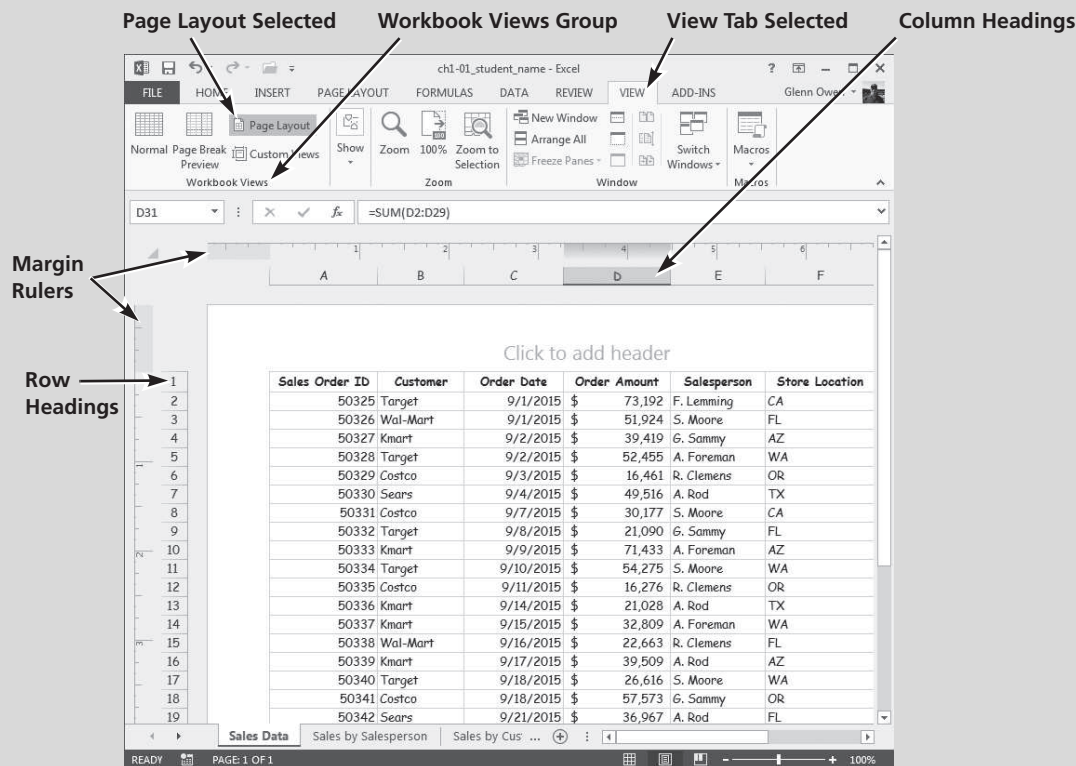 Page Layout Selected Workbook Views Group View Tab Selected Column Headings
ch1-01_student_name - Excel
FILE HOME INSERT PAGE LAYOUT FORMULAS DATA REVIEW VIEW ADD-INS Glenn Owen
Normal Page Break Preview Page Layout Custom Views Show Zoom 100% Zoom to Selection New Window Arrange All Freeze Panes Switch Windows Macros
Workbook Views Zoom Window Macros
D31 fx =SUM(D2:D29)
1 2 3 4 5 6
A B C D E F
Margin Rulers
Click to add header
Row Headings
1 Sales Order ID Customer Order Date Order Amount Salesperson Store Location
2 50325 Target 9/1/2015 $ 73,192 F. Lemming CA
3 50326 Wal-Mart 9/1/2015 $ 51,924 S. Moore FL
4 50327 Kmart 9/2/2015 $ 39,419 G. Sammy AZ
5 50328 Target 9/2/2015 $ 52,455 A. Foreman WA
6 50329 Costco 9/3/2015 $ 16,461 R. Clemens OR
7 50330 Sears 9/4/2015 $ 49,516 A. Rod TX
8 50331 Costco 9/7/2015 $ 30,177 S. Moore CA
9 50332 Target 9/8/2015 $ 21,090 G. Sammy FL
10 50333 Kmart 9/9/2015 $ 71,433 A. Foreman AZ
11 50334 Target 9/10/2015 $ 54,275 S. Moore WA
12 50335 Costco 9/11/2015 $ 16,276 R. Clemens OR
13 50336 Kmart 9/14/2015 $ 21,028 A. Rod TX
14 50337 Kmart 9/15/2015 $ 32,809 A. Foreman WA
15 50338 Wal-Mart 9/16/2015 $ 22,663 R. Clemens FL
16 50339 Kmart 9/17/2015 $ 39,509 A. Rod AZ
17 50340 Target 9/18/2015 $ 26,616 S. Moore WA
18 50341 Costco 9/18/2015 $ 57,573 G. Sammy OR
19 50342 Sears 9/21/2015 $ 36,967 A. Rod FL
1
2
3
Sales Data Sales by Salesperson Sales by Cus ...
READY PAGE: 1 OF 1 100%